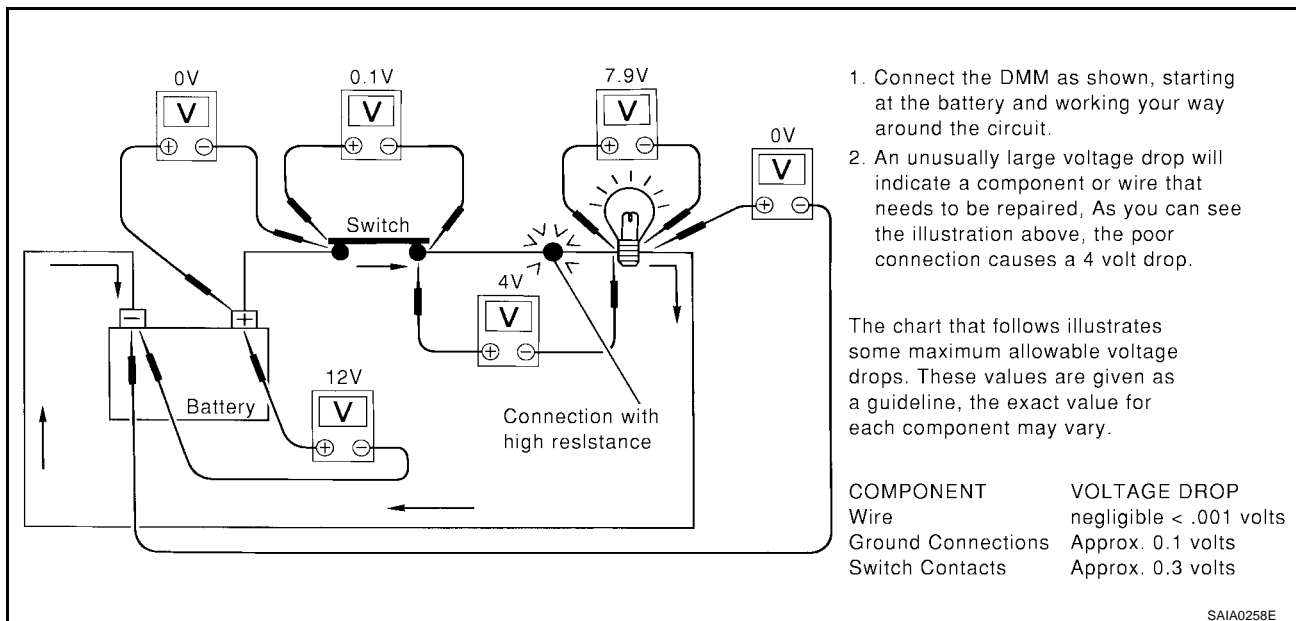 0V
0.1V
7.9V
0V
V
V
V
V
+ −
+ −
+ −
+ −
Switch
4V
V
+ −
− +
Battery
12V
V
+ −
Connection with
high resIstance
1. Connect the DMM as shown, starting
at the battery and working your way
around the circuit.
2. An unusually large voltage drop will
indicate a component or wire that
needs to be repaired, As you can see
the illustration above, the poor
connection causes a 4 volt drop.
The chart that follows illustrates
some maximum allowable voltage
drops. These values are given as
a guideline, the exact value for
each component may vary.
COMPONENT VOLTAGE DROP
Wire negligible < .001 volts
Ground Connections Approx. 0.1 volts
Switch Contacts Approx. 0.3 volts
SAIA0258E